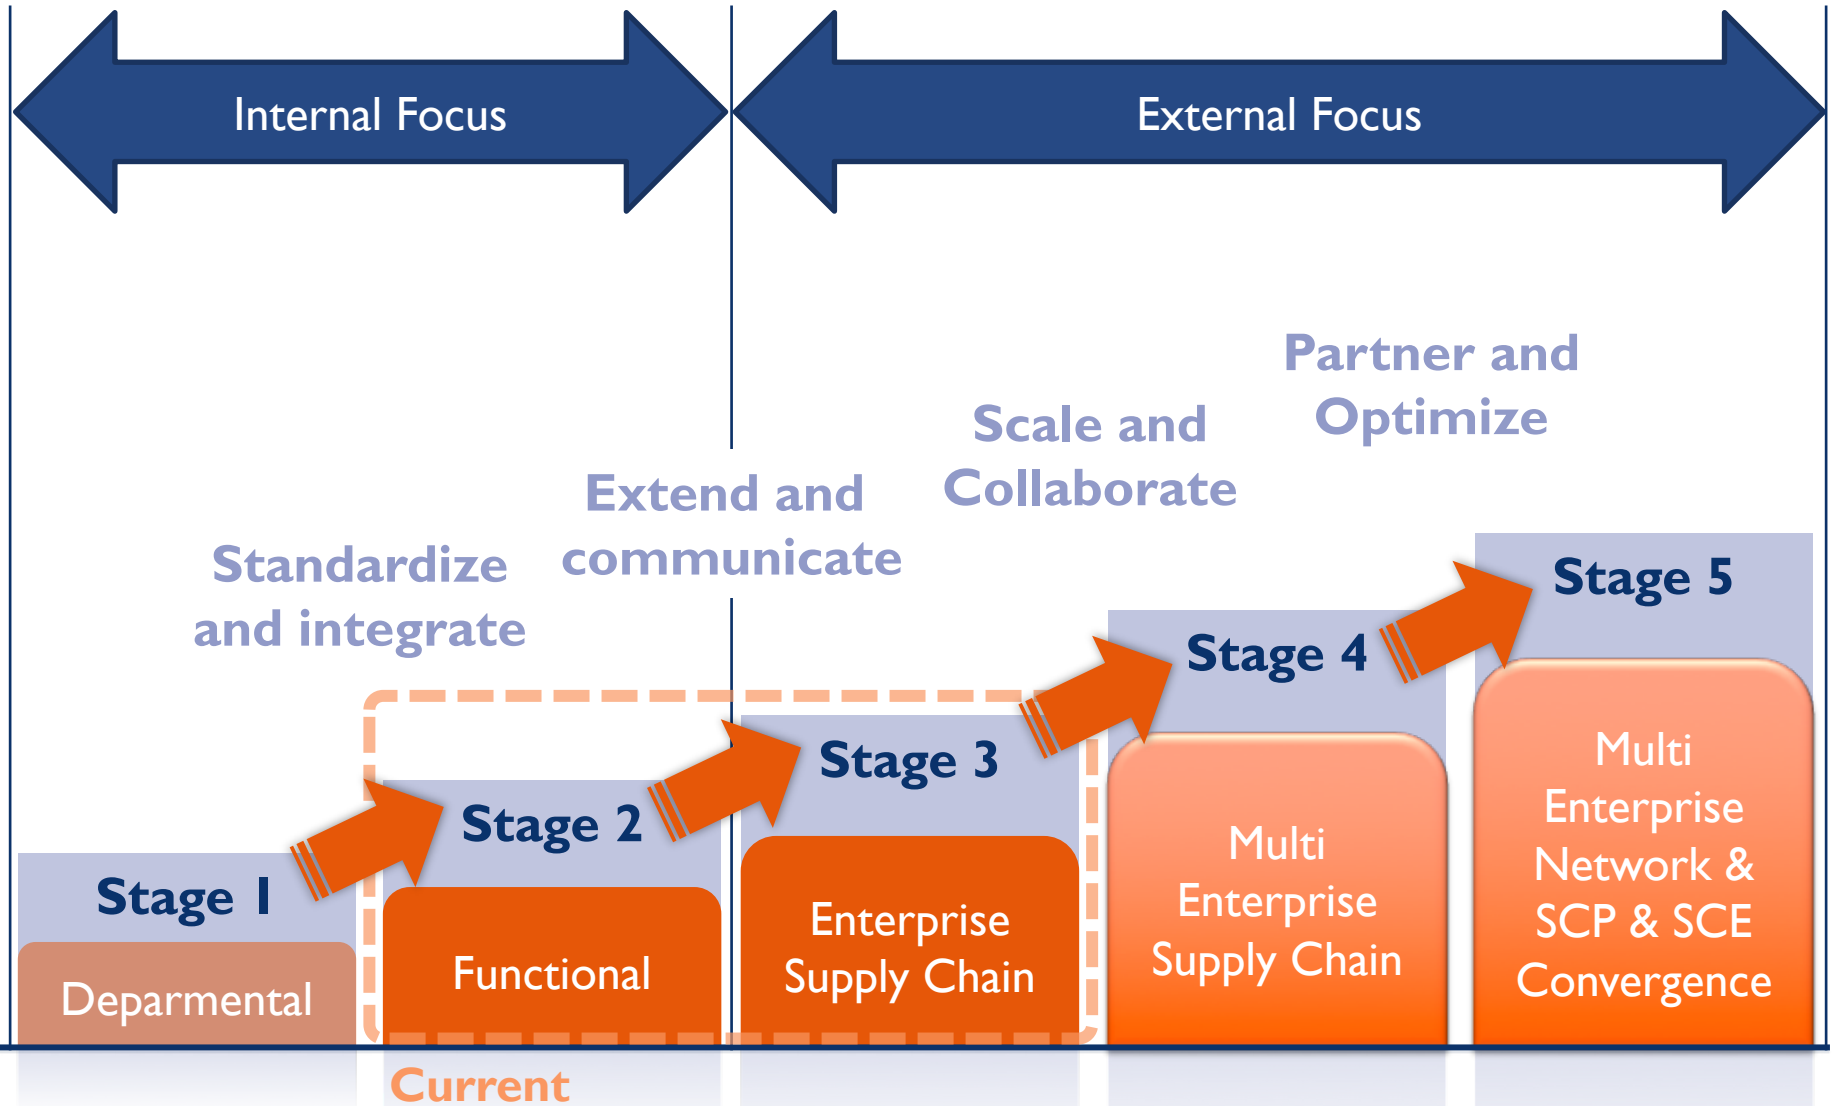 Internal Focus
External Focus
Partner and
Optimize
Scale and
Collaborate
Extend and
communicate
Standardize
and integrate
Stage 1
Deparmental
Stage 2
Functional
Stage 3
Enterprise
Supply Chain
Stage 4
Multi
Enterprise
Supply Chain
Stage 5
Multi
Enterprise
Network &
SCP & SCE
Convergence
Current